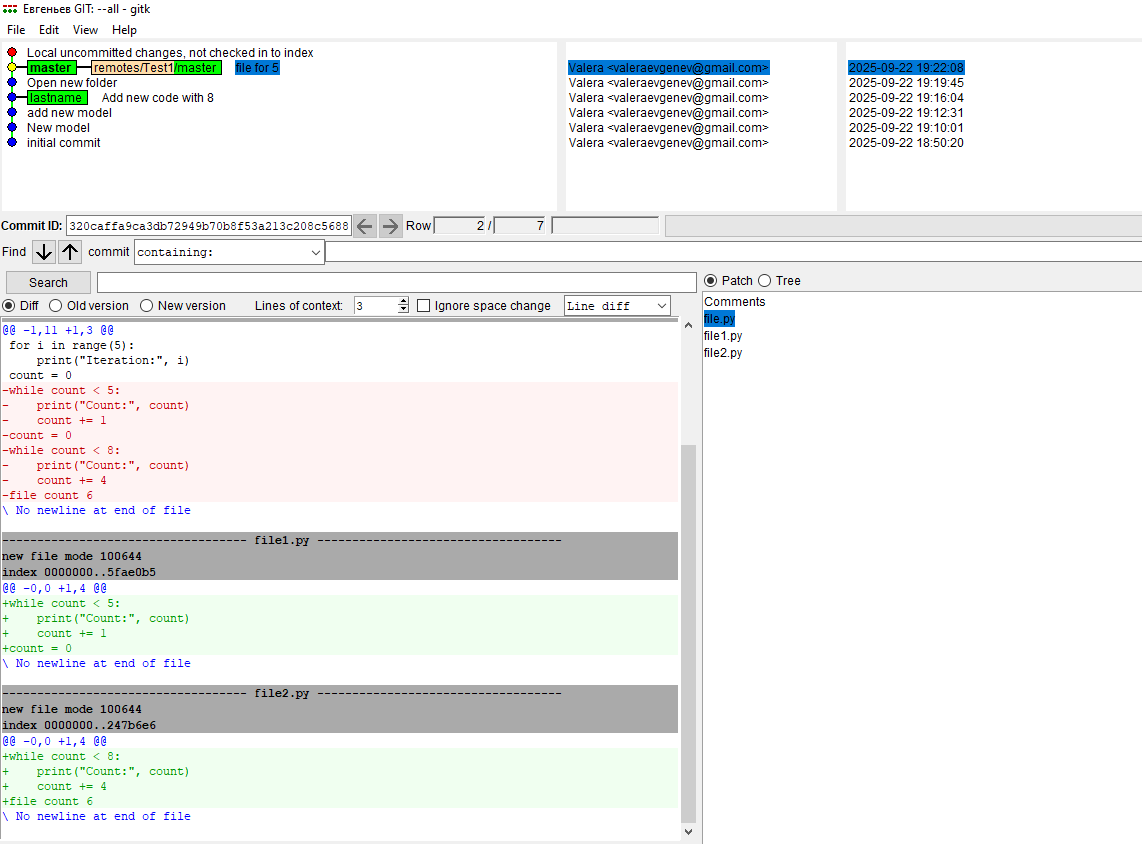 Евгеньев GIT: --all - gitk
File Edit View Help
Local uncommitted changes, not checked in to index
master remotes/Test1/master file for 5 Valera <valeraevgenev@gmail.com> 2025-09-22 19:22:08
Open new folder Valera <valeraevgenev@gmail.com> 2025-09-22 19:19:45
lastname Add new code with 8 Valera <valeraevgenev@gmail.com> 2025-09-22 19:16:04
add new model Valera <valeraevgenev@gmail.com> 2025-09-22 19:12:31
New model Valera <valeraevgenev@gmail.com> 2025-09-22 19:10:01
initial commit Valera <valeraevgenev@gmail.com> 2025-09-22 18:50:20
Commit ID: 320caffa9ca3db72949b70b8f53a213c208c5688 Row 2 / 7
Find commit containing:
Search
Diff Old version New version Lines of context: 3 Ignore space change Line diff
@@ -1,11 +1,3 @@
 for i in range(5):
     print("Iteration:", i)
 count = 0
-while count < 5:
-    print("Count:", count)
-    count += 1
-count = 0
-while count < 8:
-    print("Count:", count)
-    count += 4
-file count 6
\ No newline at end of file
----------------------------------- file1.py -----------------------------------
new file mode 100644
index 0000000..5fae0b5
@@ -0,0 +1,4 @@
+while count < 5:
+    print("Count:", count)
+    count += 1
+count = 0
\ No newline at end of file
----------------------------------- file2.py -----------------------------------
new file mode 100644
index 0000000..247b6e6
@@ -0,0 +1,4 @@
+while count < 8:
+    print("Count:", count)
+    count += 4
+file count 6
\ No newline at end of file
Patch Tree
Comments
file.py
file1.py
file2.py